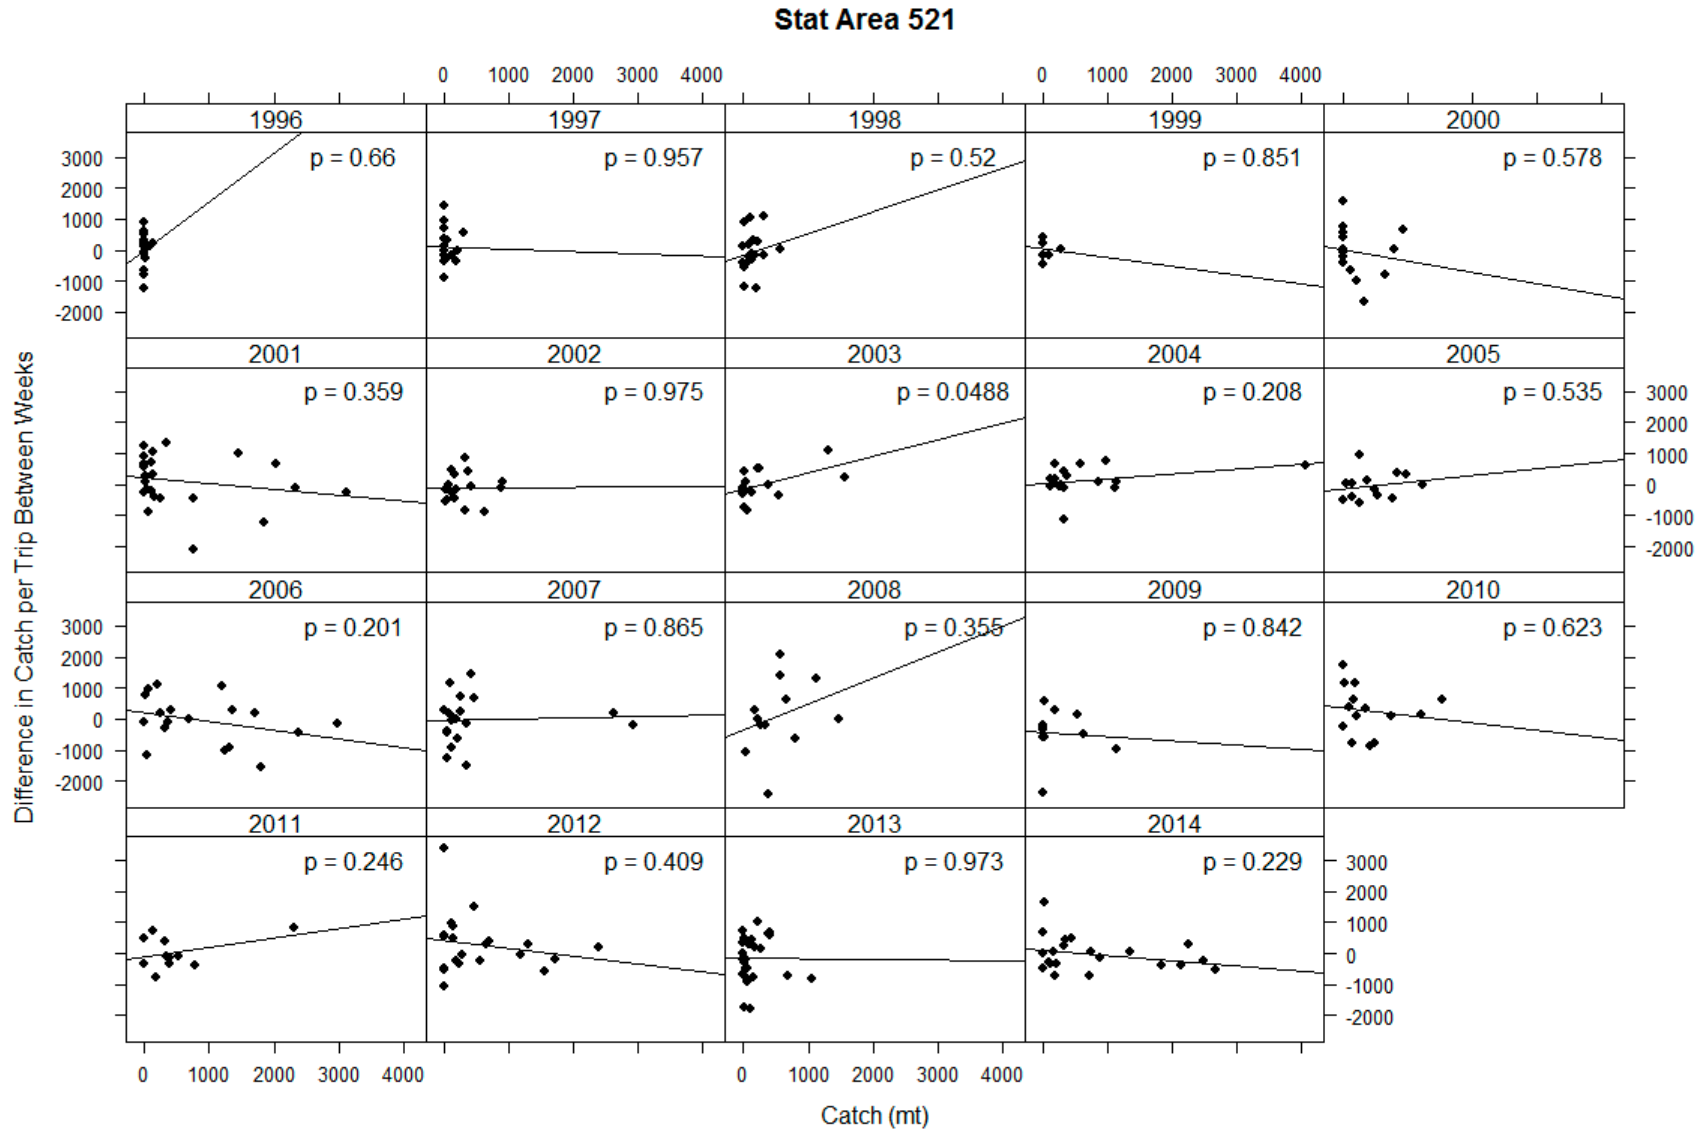 Stat Area 521
0 1000 2000 3000 4000 0 1000 2000 3000 4000
1996 1997 1998 1999 2000
p = 0.66 p = 0.957 p = 0.52 p = 0.851 p = 0.578
3000
2000
1000
0
-1000
-2000
2001 2002 2003 2004 2005
p = 0.359 p = 0.975 p = 0.0488 p = 0.208 p = 0.535
3000
2000
1000
0
-1000
-2000
2006 2007 2008 2009 2010
p = 0.201 p = 0.865 p = 0.355 p = 0.842 p = 0.623
3000
2000
1000
0
-1000
-2000
2011 2012 2013 2014
p = 0.246 p = 0.409 p = 0.973 p = 0.229
3000
2000
1000
0
-1000
-2000
0 1000 2000 3000 4000 0 1000 2000 3000 4000
Difference in Catch per Trip Between Weeks
Catch (mt)